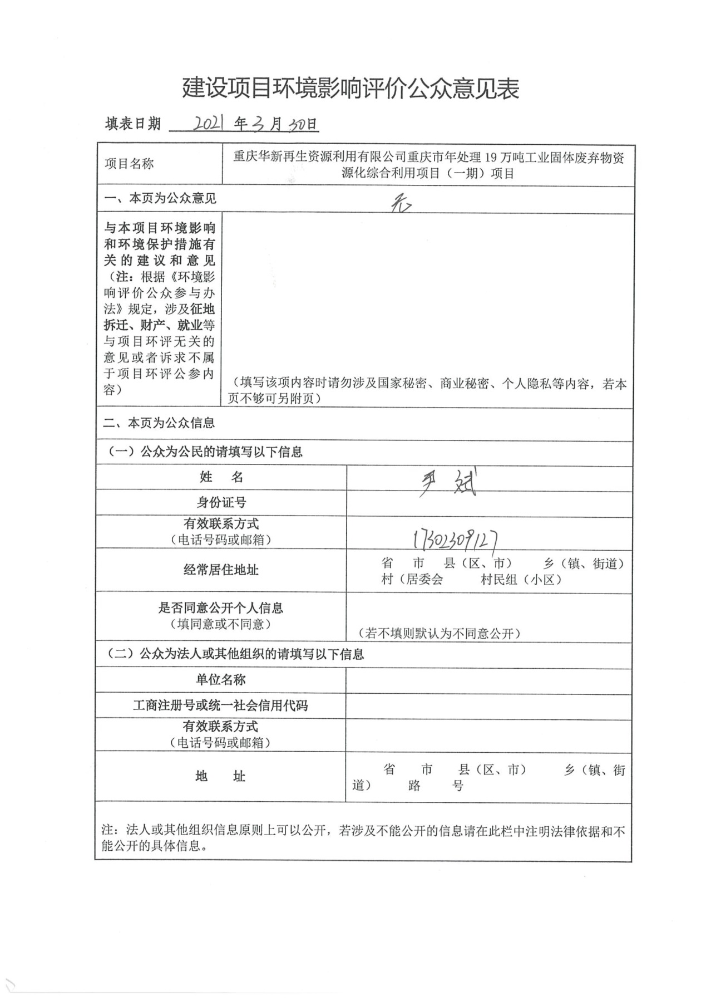 建设项目环境影响评价公众意见表
填表日期 2021 年 3 月 30 日
项目名称
重庆华新再生资源利用有限公司重庆市年处理 19 万吨工业固体废弃物资
源化综合利用项目（一期）项目
一、本页为公众意见
无
与本项目环境影响
和环境保护措施有
关的建议和意见
（注：根据《环境影
响评价公众参与办
法》规定，涉及征地
拆迁、财产、就业等
与项目环评无关的
意见或者诉求不属
于项目环评公参内
容）
（填写该项内容时请勿涉及国家秘密、商业秘密、个人隐私等内容，若本
页不够可另附页）
二、本页为公众信息
（一）公众为公民的请填写以下信息
姓 名
尹 斌
身份证号
有效联系方式
（电话号码或邮箱）
17302309127
经常居住地址
省 市 县（区、市） 乡（镇、街道）
村（居委会 村民组（小区）
是否同意公开个人信息
（填同意或不同意）
（若不填则默认为不同意公开）
（二）公众为法人或其他组织的请填写以下信息
单位名称
工商注册号或统一社会信用代码
有效联系方式
（电话号码或邮箱）
地 址
省 市 县（区、市） 乡（镇、街
道） 路 号
注：法人或其他组织信息原则上可以公开，若涉及不能公开的信息请在此栏中注明法律依据和不
能公开的具体信息。